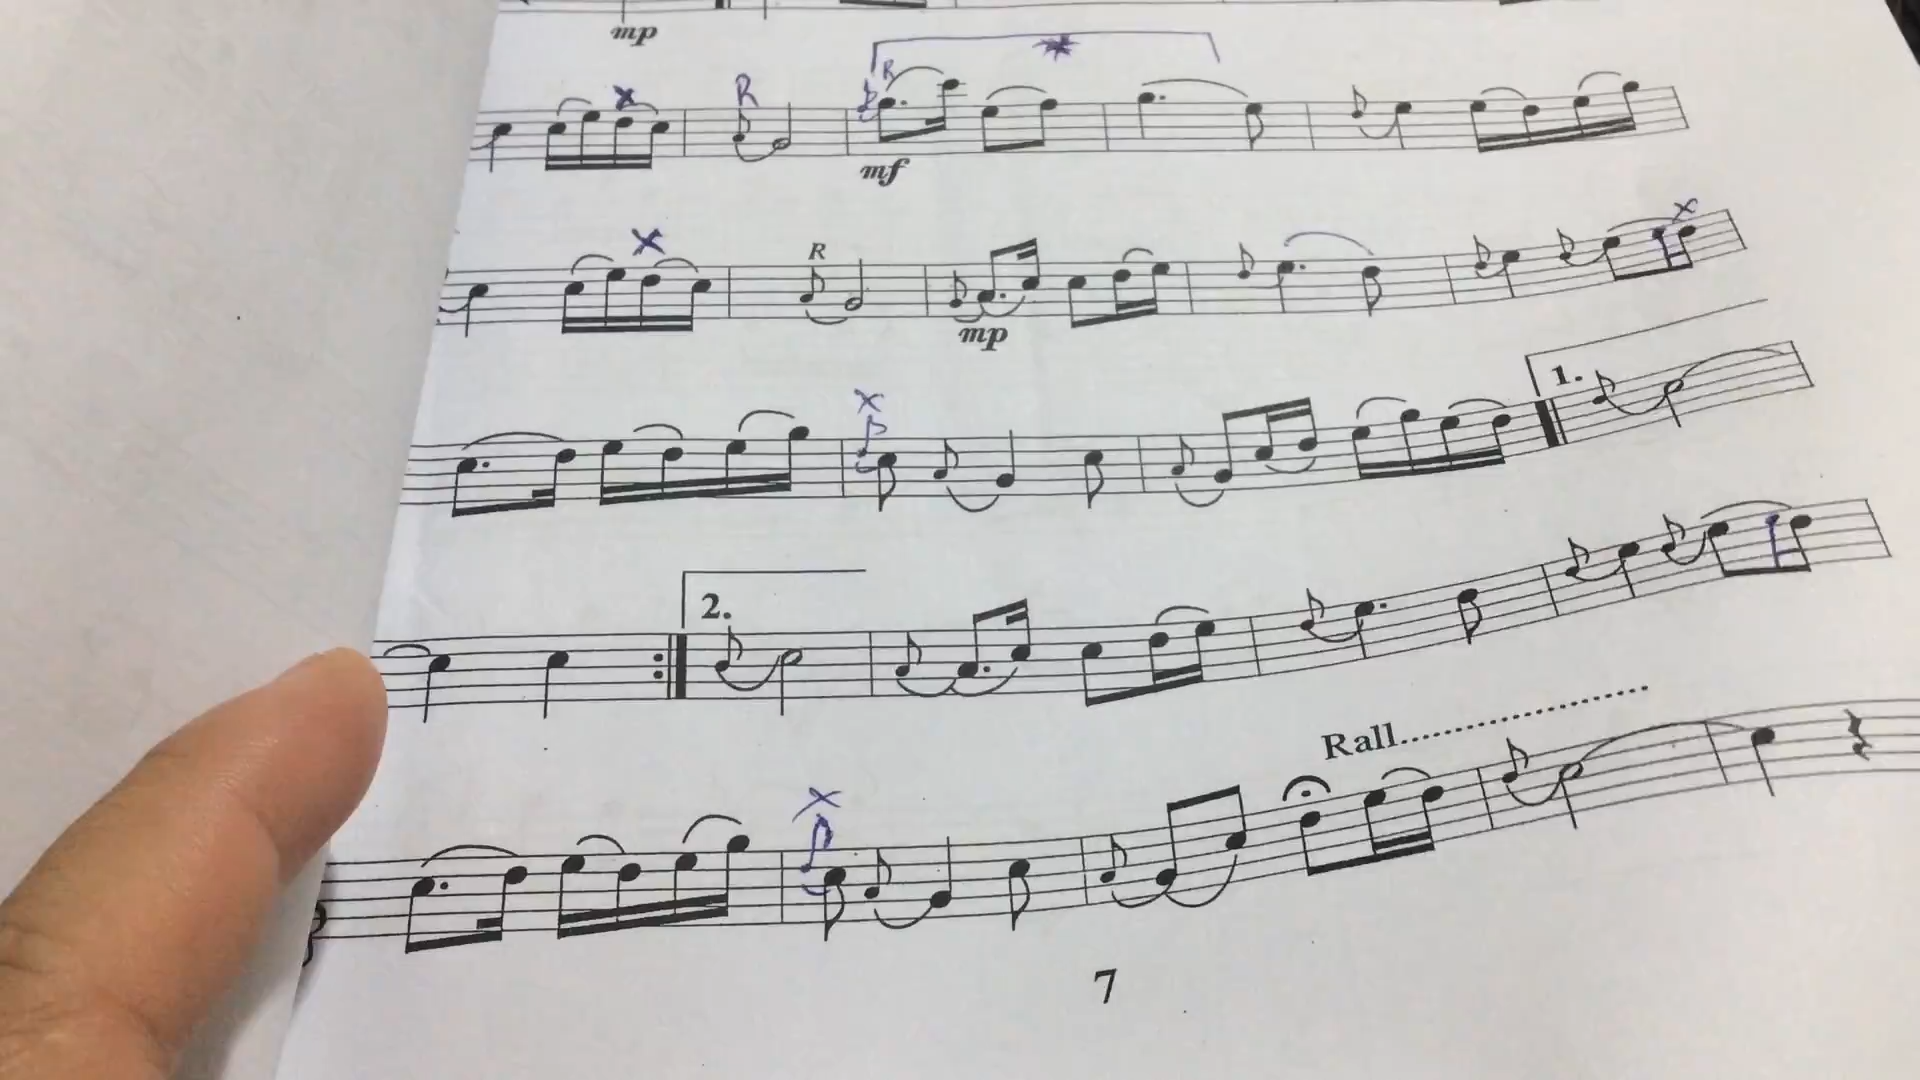 mp
x R R *
mf
x R x
mp
1.
x
2.
Rall..................
x
7